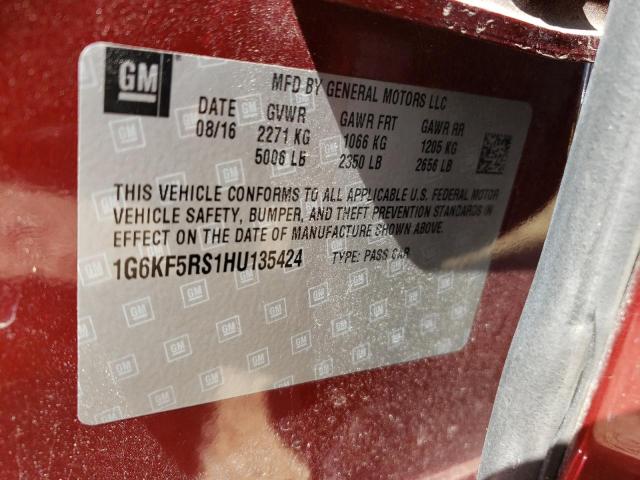 GM
MFD BY GENERAL MOTORS LLC
DATE GVWR GAWR FRT GAWR RR
08/16 2271 KG 1066 KG 1205 KG
5006 LB 2350 LB 2656 LB
THIS VEHICLE CONFORMS TO ALL APPLICABLE U.S. FEDERAL MOTOR
VEHICLE SAFETY, BUMPER, AND THEFT PREVENTION STANDARDS IN
EFFECT ON THE DATE OF MANUFACTURE SHOWN ABOVE.
1G6KF5RS1HU135424 TYPE: PASS CAR